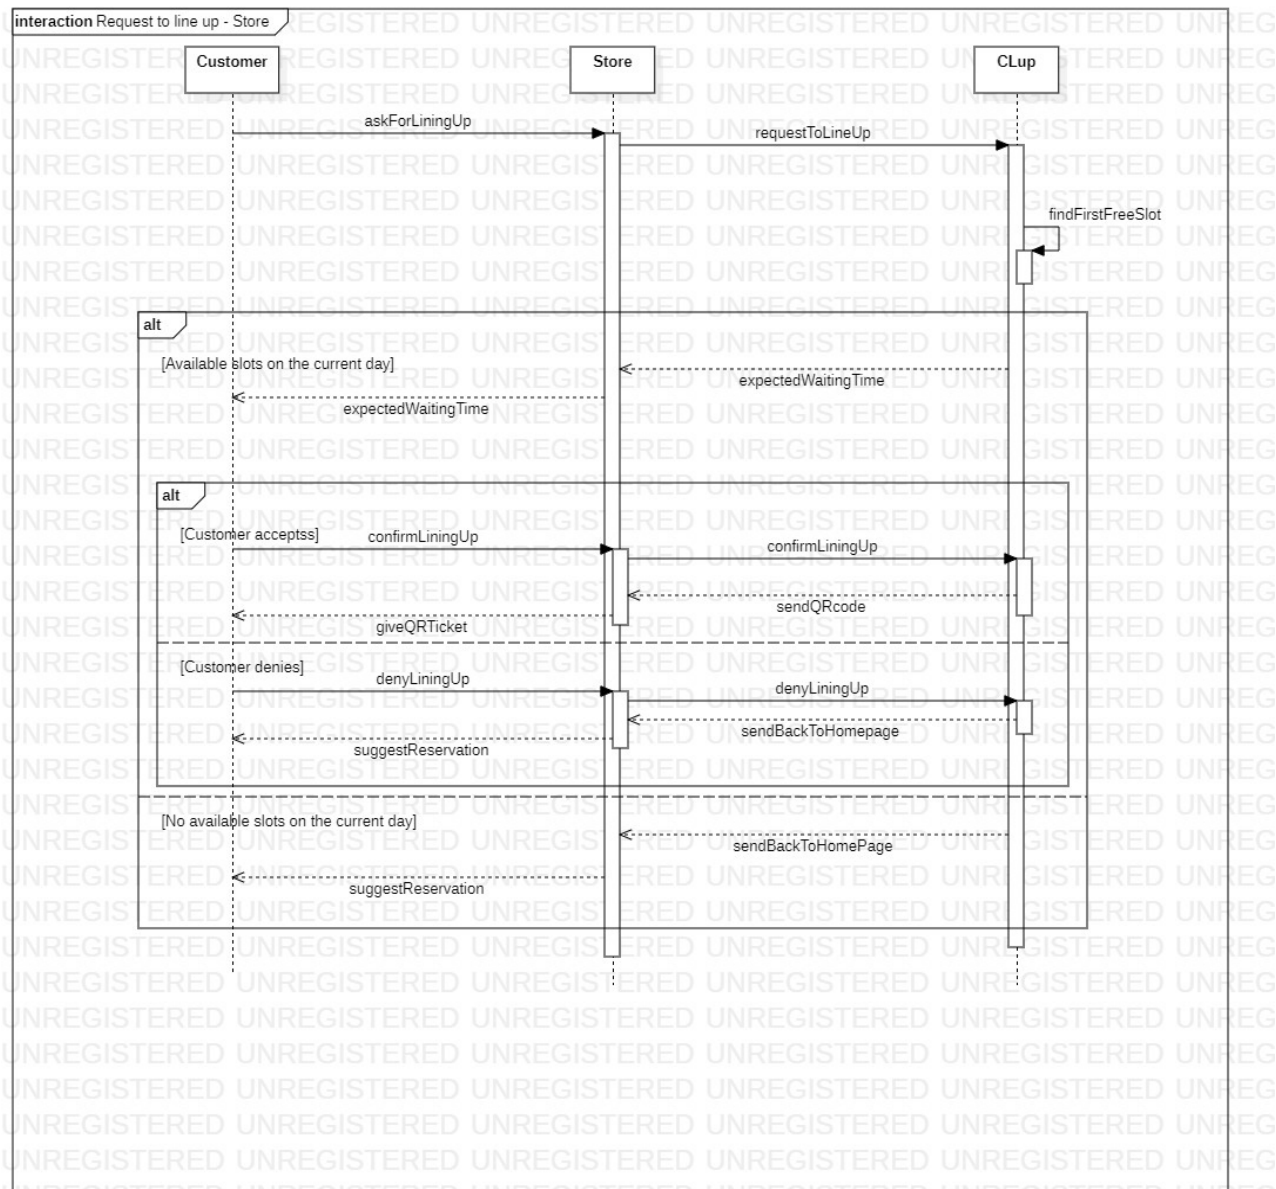 interaction Request to line up - Store
Customer
Store
CLup
askForLiningUp
requestToLineUp
findFirstFreeSlot
alt
[Available slots on the current day]
expectedWaitingTime
expectedWaitingTime
alt
[Customer acceptss]
confirmLiningUp
confirmLiningUp
sendQRcode
giveQRTicket
[Customer denies]
denyLiningUp
denyLiningUp
sendBackToHomepage
suggestReservation
[No available slots on the current day]
sendBackToHomePage
suggestReservation
UNREGISTERED